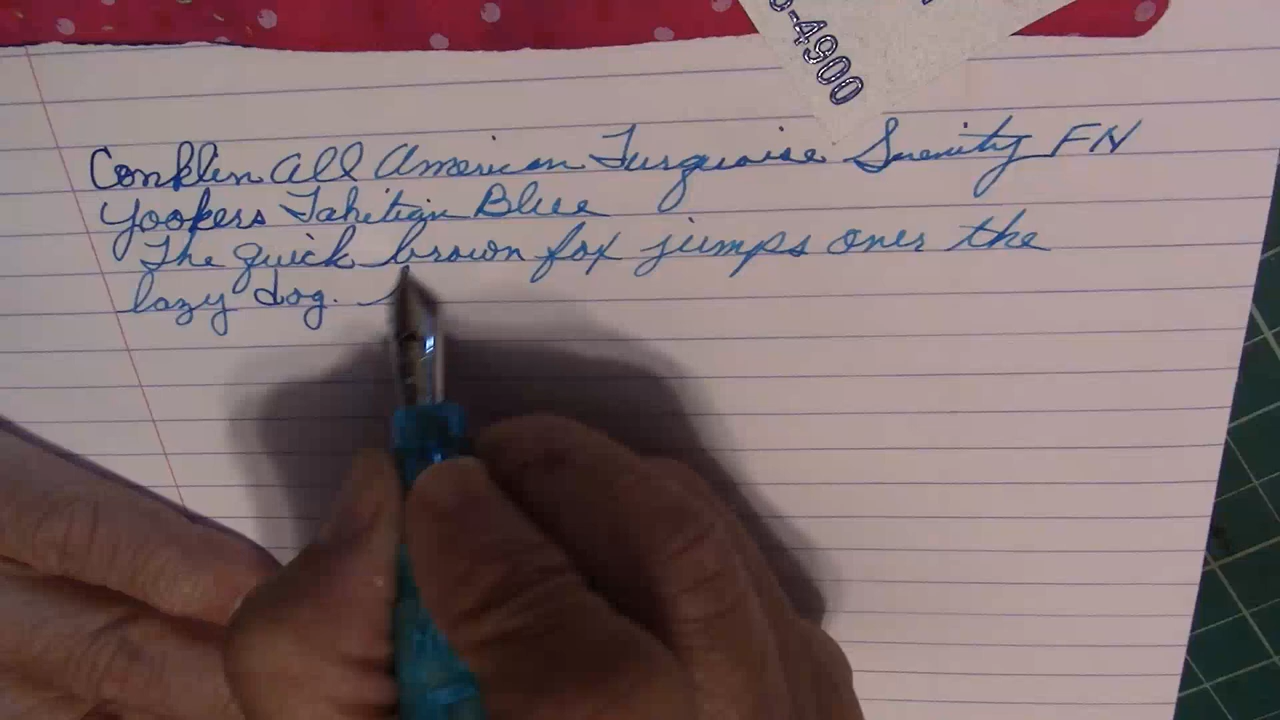 -4900
Conklin All American Turquoise Serenity FN
Yookers Tahitian Blue
The quick brown fox jumps over the
lazy dog.